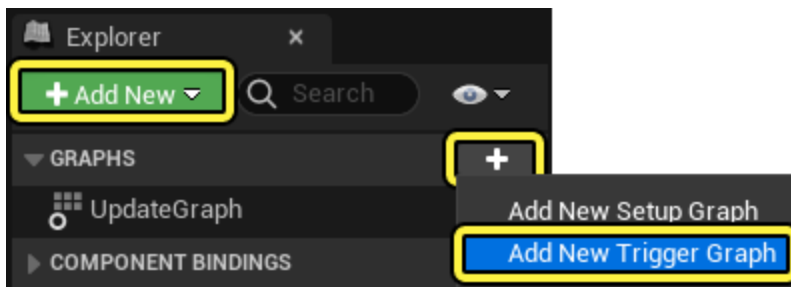 Explorer
+ Add New
Search
GRAPHS
+
UpdateGraph
Add New Setup Graph
Add New Trigger Graph
COMPONENT BINDINGS